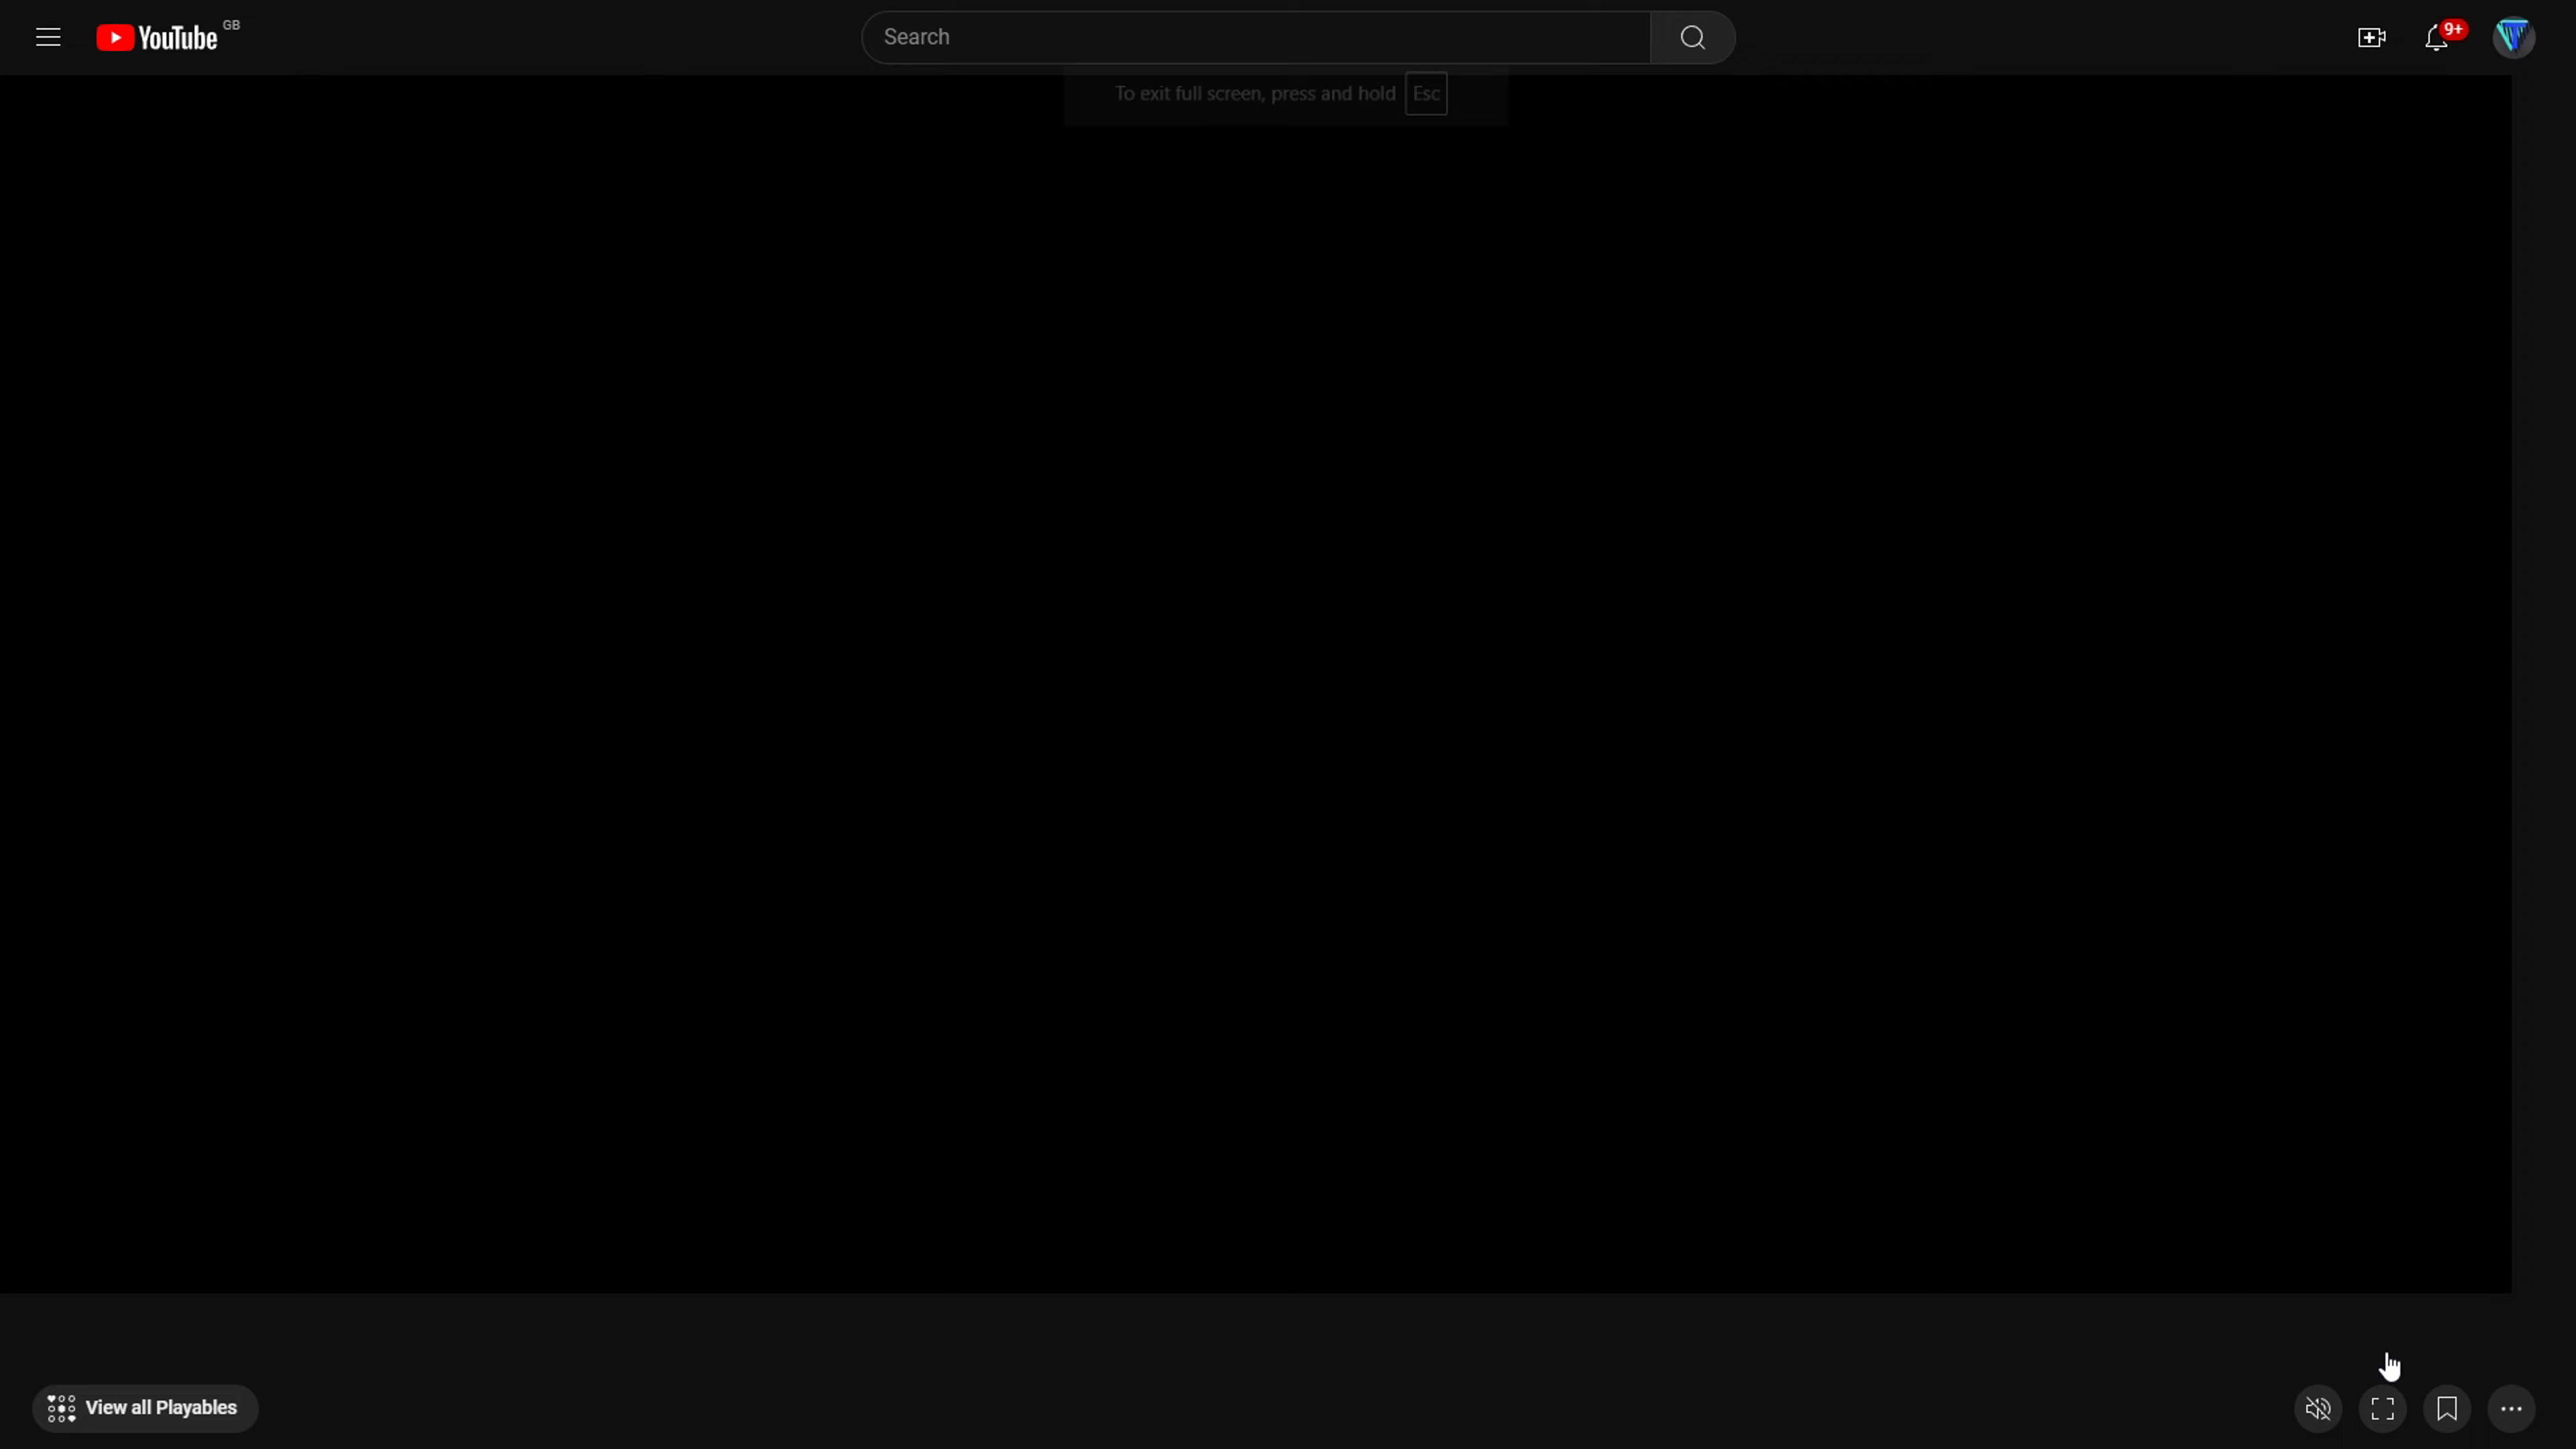 YouTube GB
Search
9+
To exit full screen, press and hold Esc
View all Playables